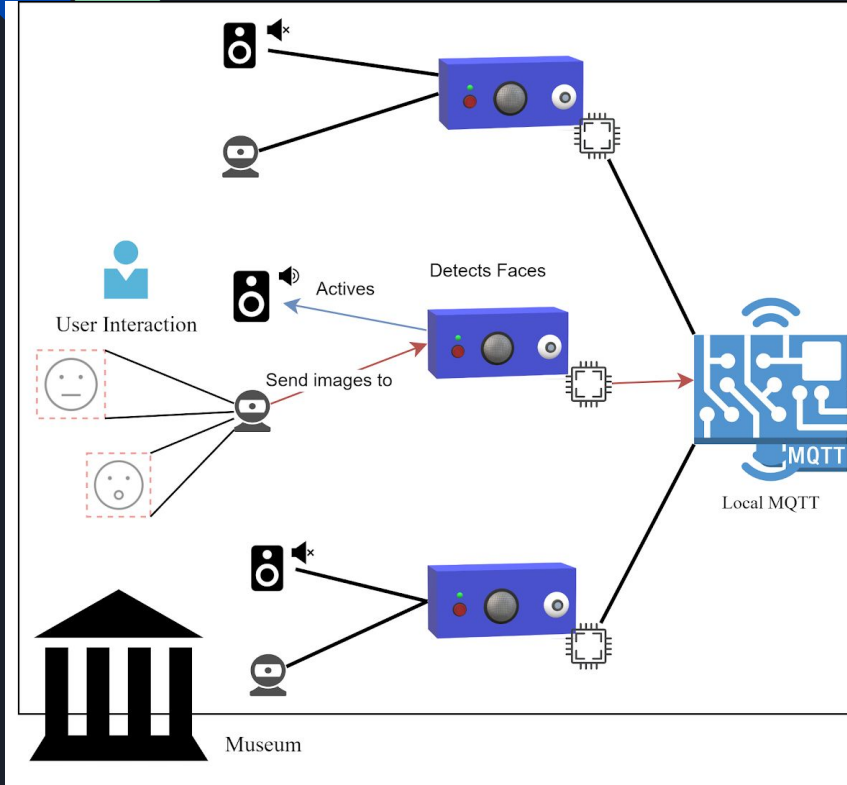 Detects Faces
Actives
User Interaction
Send images to
MQTT
Local MQTT
Museum